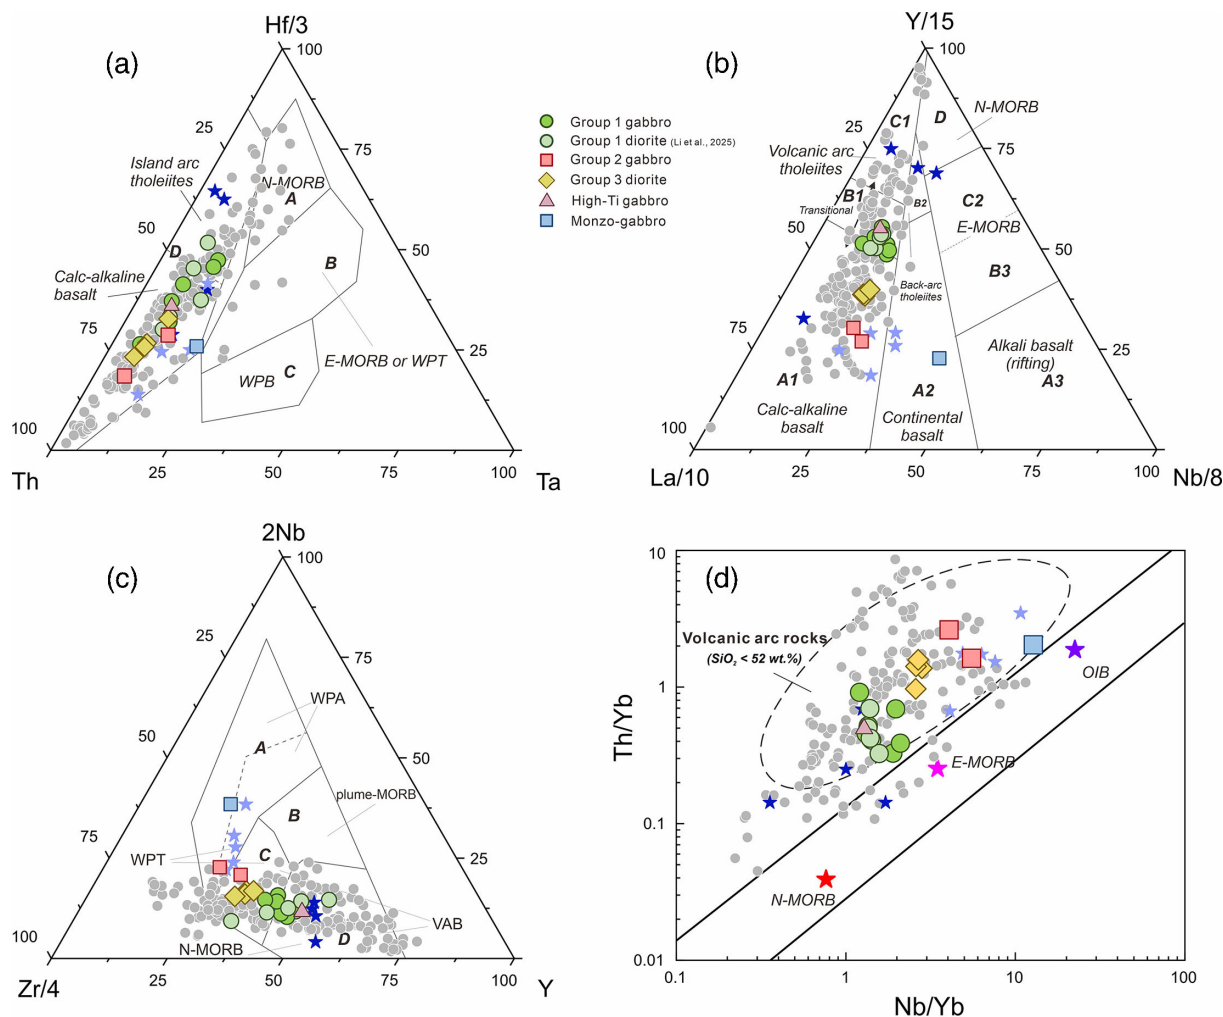 (a)
Hf/3
100
25
75
Island arc
tholeiites
N-MORB
A
50
50
D
B
Calc-alkaline
basalt
75
25
E-MORB or WPT
WPB
C
100
Th
25
50
75
100
Ta
Group 1 gabbro
Group 1 diorite (Li et al., 2025)
Group 2 gabbro
Group 3 diorite
High-Ti gabbro
Monzo-gabbro
(b)
Y/15
100
N-MORB
25
C1
D
75
Volcanic arc
tholeiites
B1
B2
C2
Transitional
50
E-MORB
50
B3
Back-arc
tholeiites
75
Alkali basalt
(rifting)
25
A1
A2
A3
Calc-alkaline
basalt
Continental
basalt
100
La/10
25
50
75
100
Nb/8
(c)
2Nb
100
25
75
WPA
50
A
50
plume-MORB
B
75
WPT
C
25
VAB
N-MORB
D
100
Zr/4
25
50
75
100
Y
(d)
10
Volcanic arc rocks
(SiO₂ < 52 wt.%)
OIB
1
E-MORB
0.1
N-MORB
0.01
Th/Yb
0.1
1
10
100
Nb/Yb